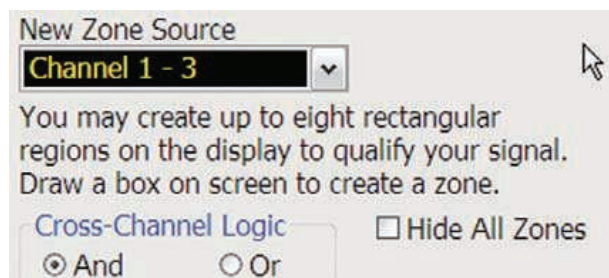 New Zone Source
Channel 1 - 3
You may create up to eight rectangular
regions on the display to qualify your signal.
Draw a box on screen to create a zone.
Cross-Channel Logic
Hide All Zones
And
Or